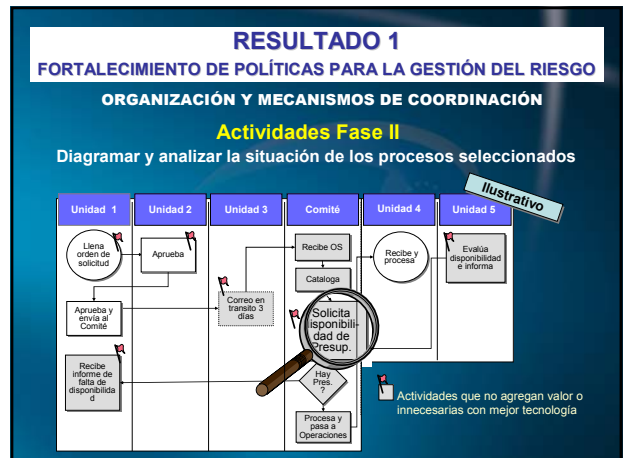 RESULTADO 1
FORTALECIMIENTO DE POLÍTICAS PARA LA GESTIÓN DEL RIESGO
ORGANIZACIÓN Y MECANISMOS DE COORDINACIÓN
Actividades Fase II
Diagramar y analizar la situación de los procesos seleccionados
Ilustrativo
Unidad 1
Unidad 2
Unidad 3
Comité
Unidad 4
Unidad 5
Llena
orden de
solicitud
Aprueba
Recibe OS
Recibe y
procesa
Evalúa
disponibilidad
e informa
Cataloga
Correo en
transito 3
días
Aprueba y
envía al
Comité
Solicita
disponibili-
dad de
Presup.
Recibe
informe de
falta de
disponibilida
d
Hay
Pres.
?
Procesa y
pasa a
Operaciones
Actividades que no agregan valor o
innecesarias con mejor tecnología